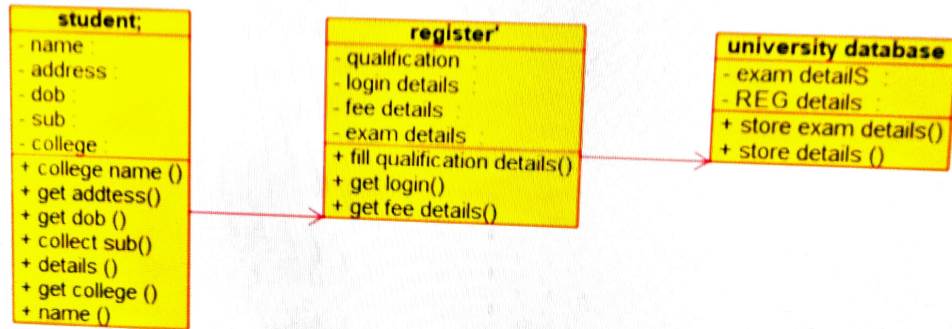 student;
- name :
- address :
- dob :
- sub :
- college :
+ college name ()
+ get addtess()
+ get dob ()
+ collect sub()
+ details ()
+ get college ()
+ name ()
register'
- qualification :
- login details :
- fee details :
- exam details :
+ fill qualification details()
+ get login()
+ get fee details()
university database
- exam detailS :
- REG details :
+ store exam details()
+ store details ()